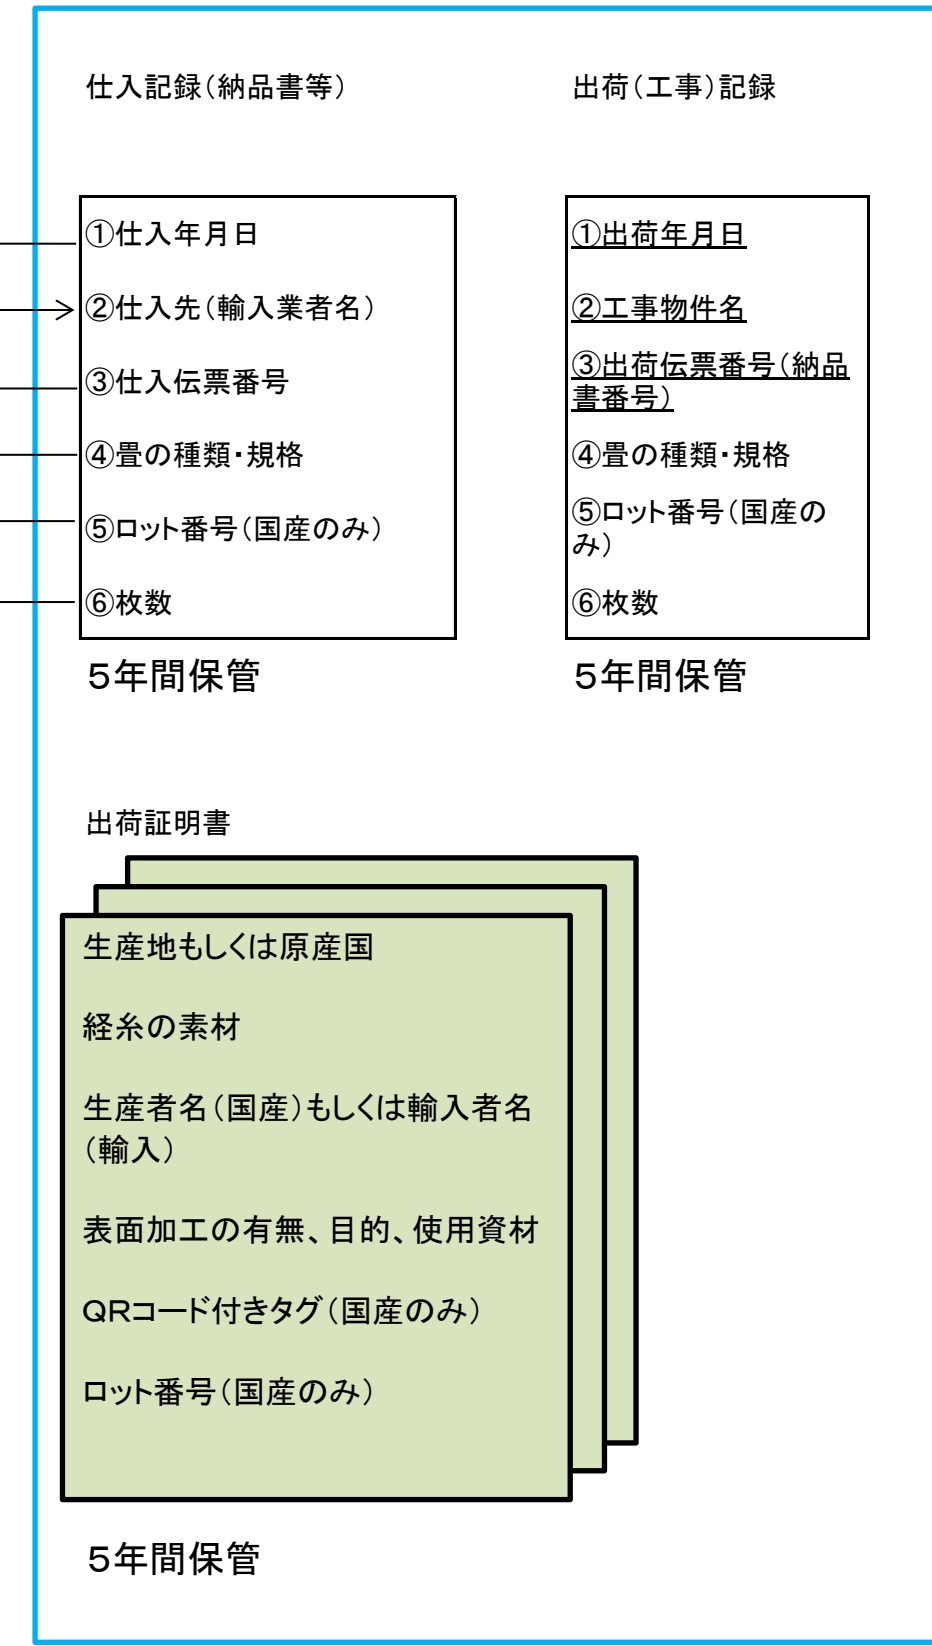 仕入記録（納品書等）
①仕入年月日
②仕入先（輸入業者名）
③仕入伝票番号
④畳の種類・規格
⑤ロット番号（国産のみ）
⑥枚数
５年間保管
出荷（工事）記録
①出荷年月日
②工事物件名
③出荷伝票番号（納品
書番号）
④畳の種類・規格
⑤ロット番号（国産の
み）
⑥枚数
５年間保管
出荷証明書
生産地もしくは原産国
経糸の素材
生産者名（国産）もしくは輸入者名
（輸入）
表面加工の有無、目的、使用資材
ＱＲコード付きタグ（国産のみ）
ロット番号（国産のみ）
５年間保管